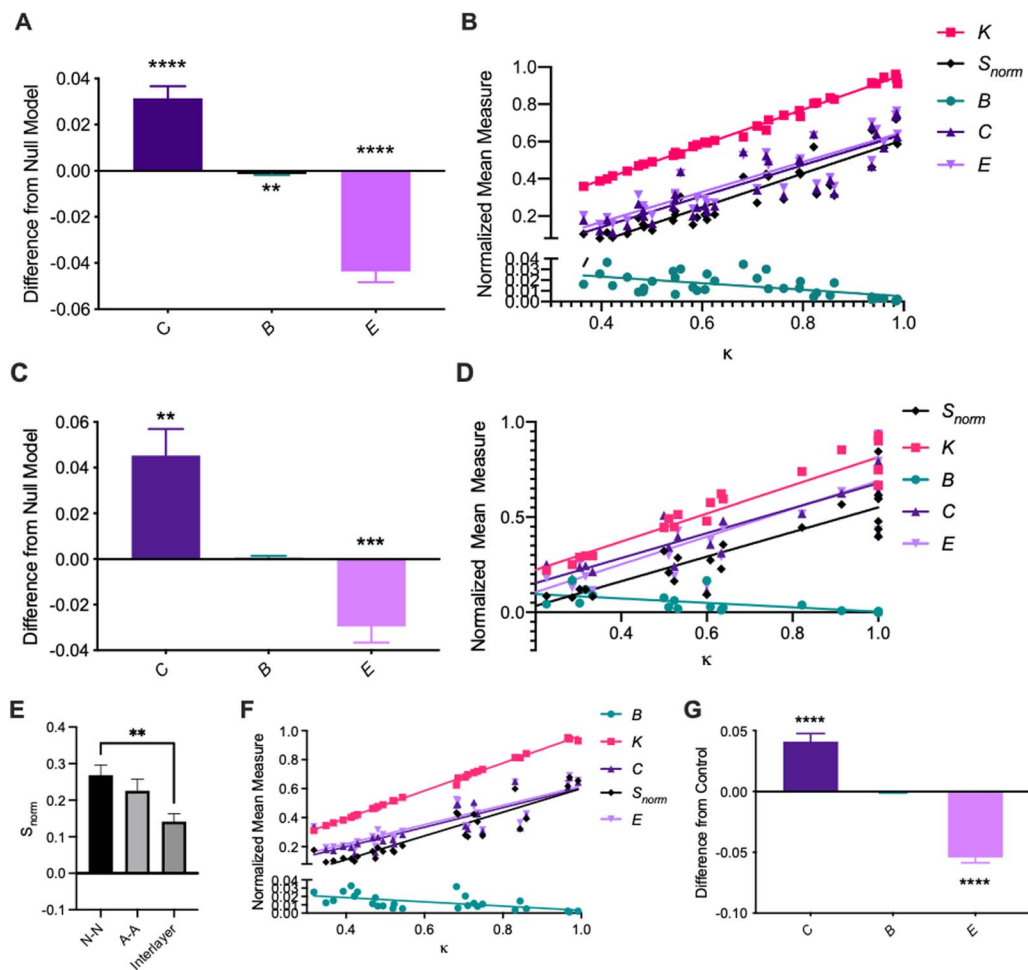 A
Difference from Null Model
0.04
0.02
0.00
-0.02
-0.04
-0.06
****
**
****
C
B
E
B
Normalized Mean Measure
1.0
0.8
0.6
0.4
0.2
0.04
0.03
0.02
0.01
0.00
0.4
0.6
0.8
1.0
κ
K
Snorm
B
C
E
C
Difference from Null Model
0.06
0.04
0.02
0.00
-0.02
-0.04
**
***
C
B
E
D
Normalized Mean Measure
1.0
0.5
0.0
0.4
0.6
0.8
1.0
κ
Snorm
K
B
C
E
E
Snorm
0.4
0.3
0.2
0.1
0.0
-0.1
**
N-N
A-A
Interlayer
F
Normalized Mean Measure
1.0
0.8
0.6
0.4
0.2
0.04
0.03
0.02
0.01
0.00
0.4
0.6
0.8
1.0
κ
B
K
C
Snorm
E
G
Difference from Control
0.05
0.00
-0.05
-0.10
****
****
C
B
E